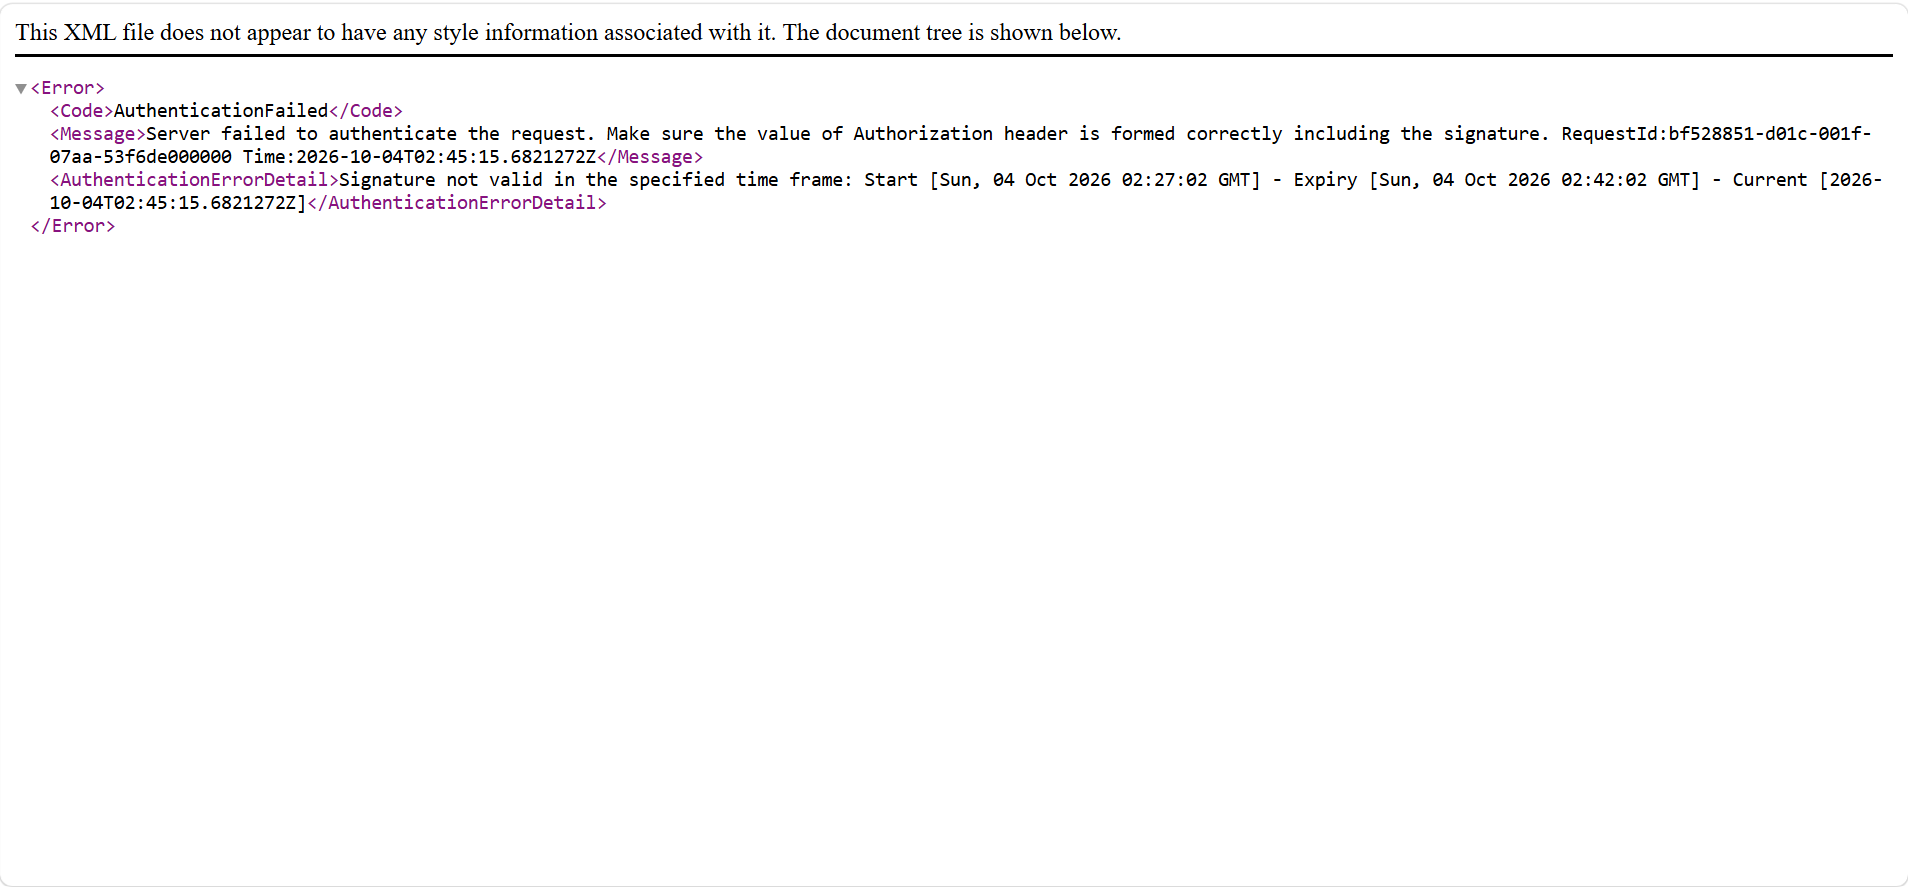 This XML file does not appear to have any style information associated with it. The document tree is shown below.
▼<Error>
<Code>AuthenticationFailed</Code>
<Message>Server failed to authenticate the request. Make sure the value of Authorization header is formed correctly including the signature. RequestId:bf528851-d01c-001f-
07aa-53f6de000000 Time:2026-10-04T02:45:15.6821272Z</Message>
<AuthenticationErrorDetail>Signature not valid in the specified time frame: Start [Sun, 04 Oct 2026 02:27:02 GMT] - Expiry [Sun, 04 Oct 2026 02:42:02 GMT] - Current [2026-
10-04T02:45:15.6821272Z]</AuthenticationErrorDetail>
</Error>